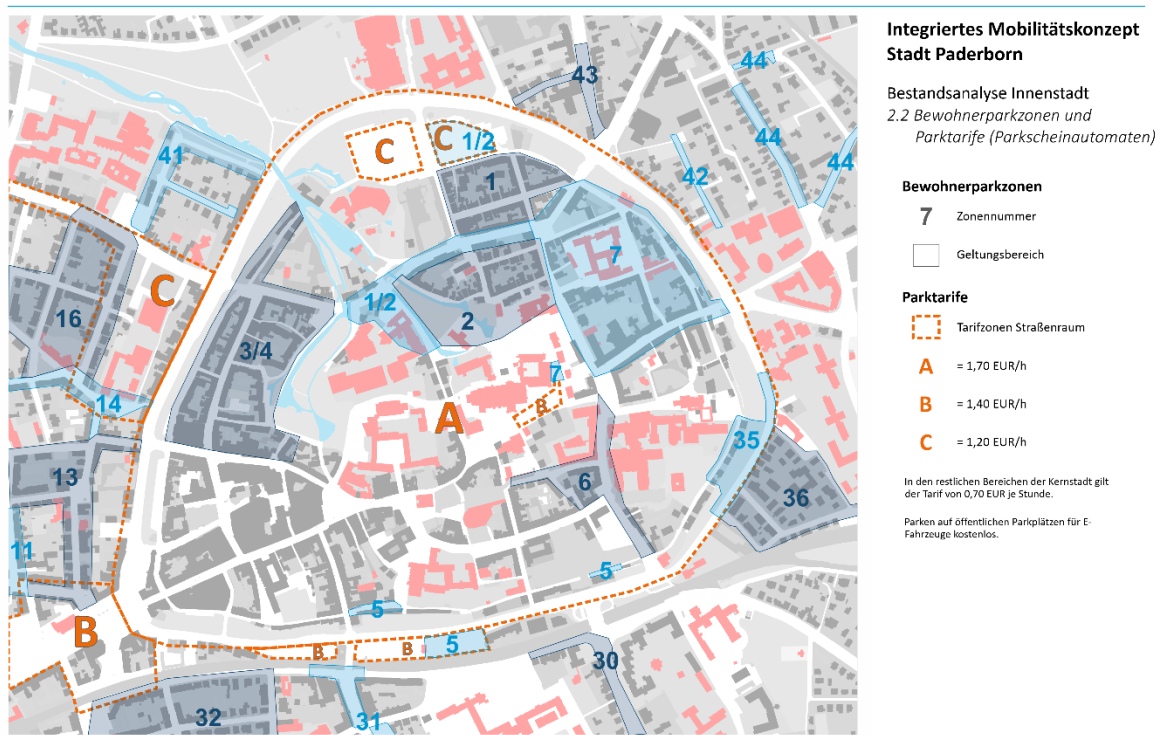 Integriertes Mobilitätskonzept
Stadt Paderborn
Bestandsanalyse Innenstadt
2.2 Bewohnerparkzonen und
Parktarife (Parkscheinautomaten)
Bewohnerparkzonen
7 Zonennummer
Geltungsbereich
Parktarife
Tarifzonen Straßenraum
A = 1,70 EUR/h
B = 1,40 EUR/h
C = 1,20 EUR/h
In den restlichen Bereichen der Kernstadt gilt
der Tarif von 0,70 EUR je Stunde.
Parken auf öffentlichen Parkplätzen für E-
Fahrzeuge kostenlos.
43
44
44
44
42
41
C
C
1/2
1
7
C
16
1/2
2
3/4
14
7
B
A
35
13
6
36
11
5
5
B
B
B
5
30
32
31